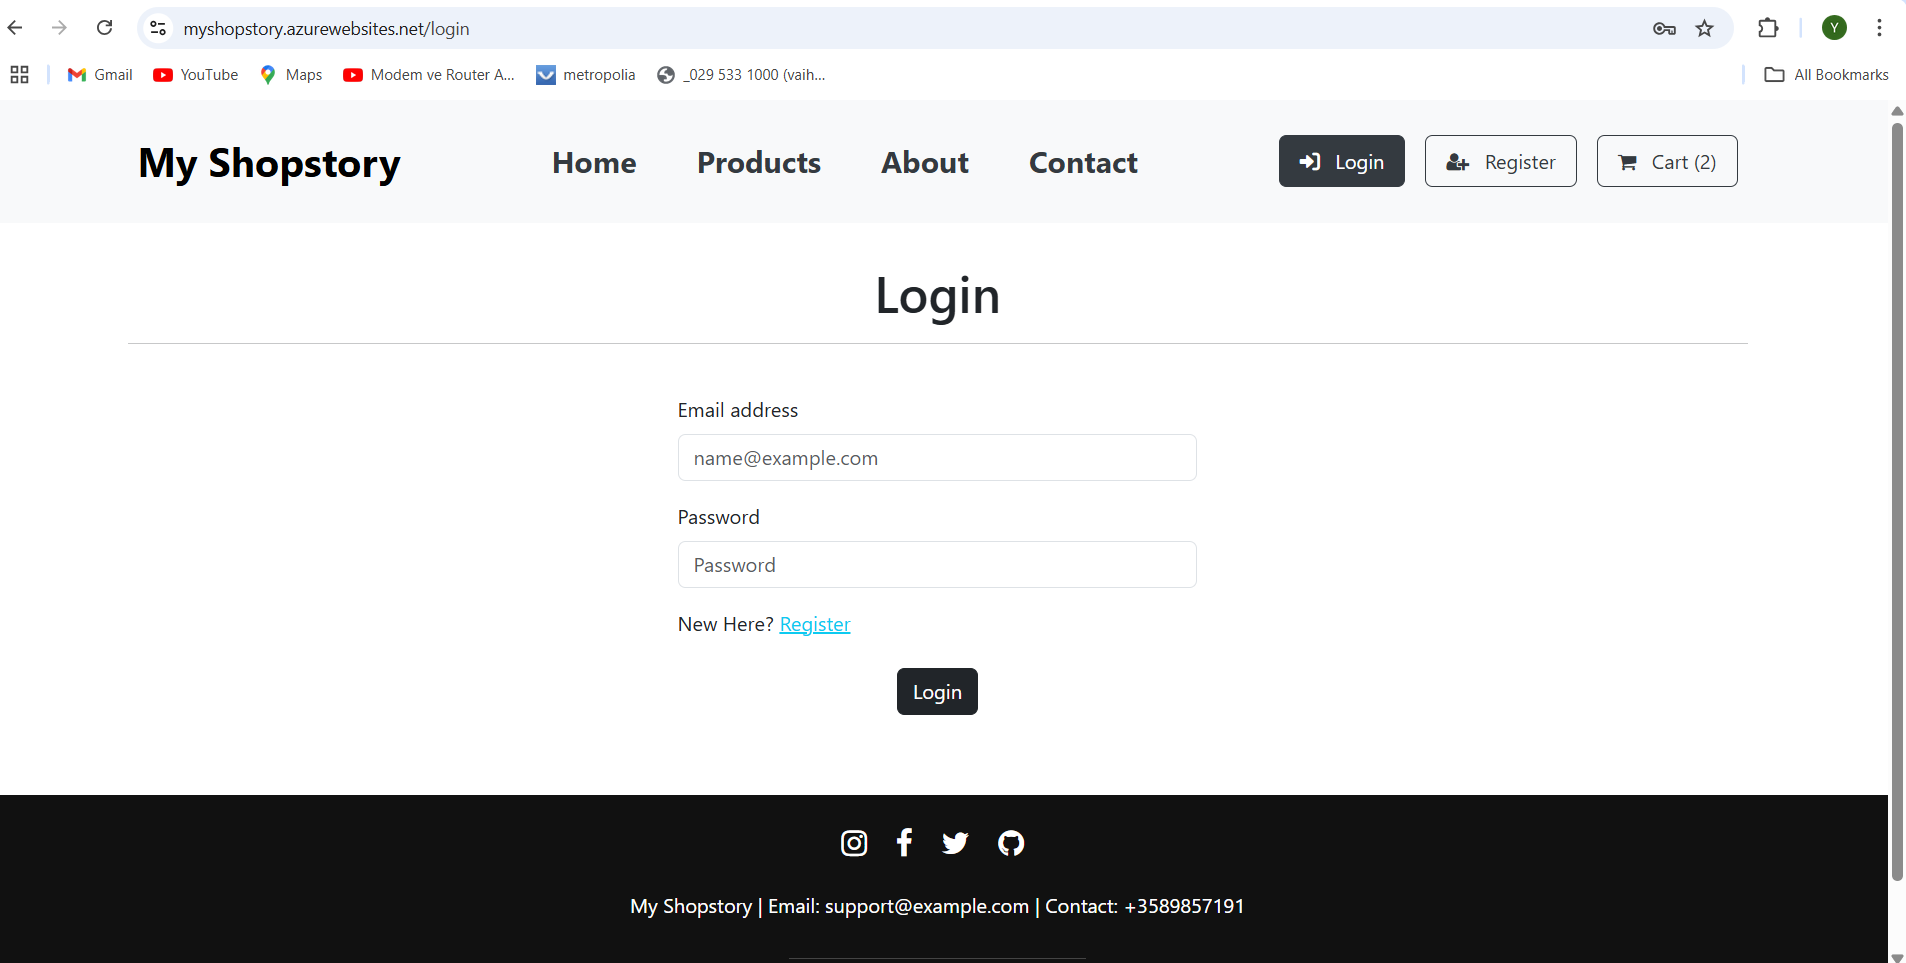 myshopstory.azurewebsites.net/login
Y
Gmail
YouTube
Maps
Modem ve Router A...
metropolia
_029 533 1000 (vaih...
All Bookmarks
My Shopstory
Home
Products
About
Contact
Login
Register
Cart (2)
Login
Email address
name@example.com
Password
Password
New Here? Register
Login
My Shopstory | Email: support@example.com | Contact: +3589857191